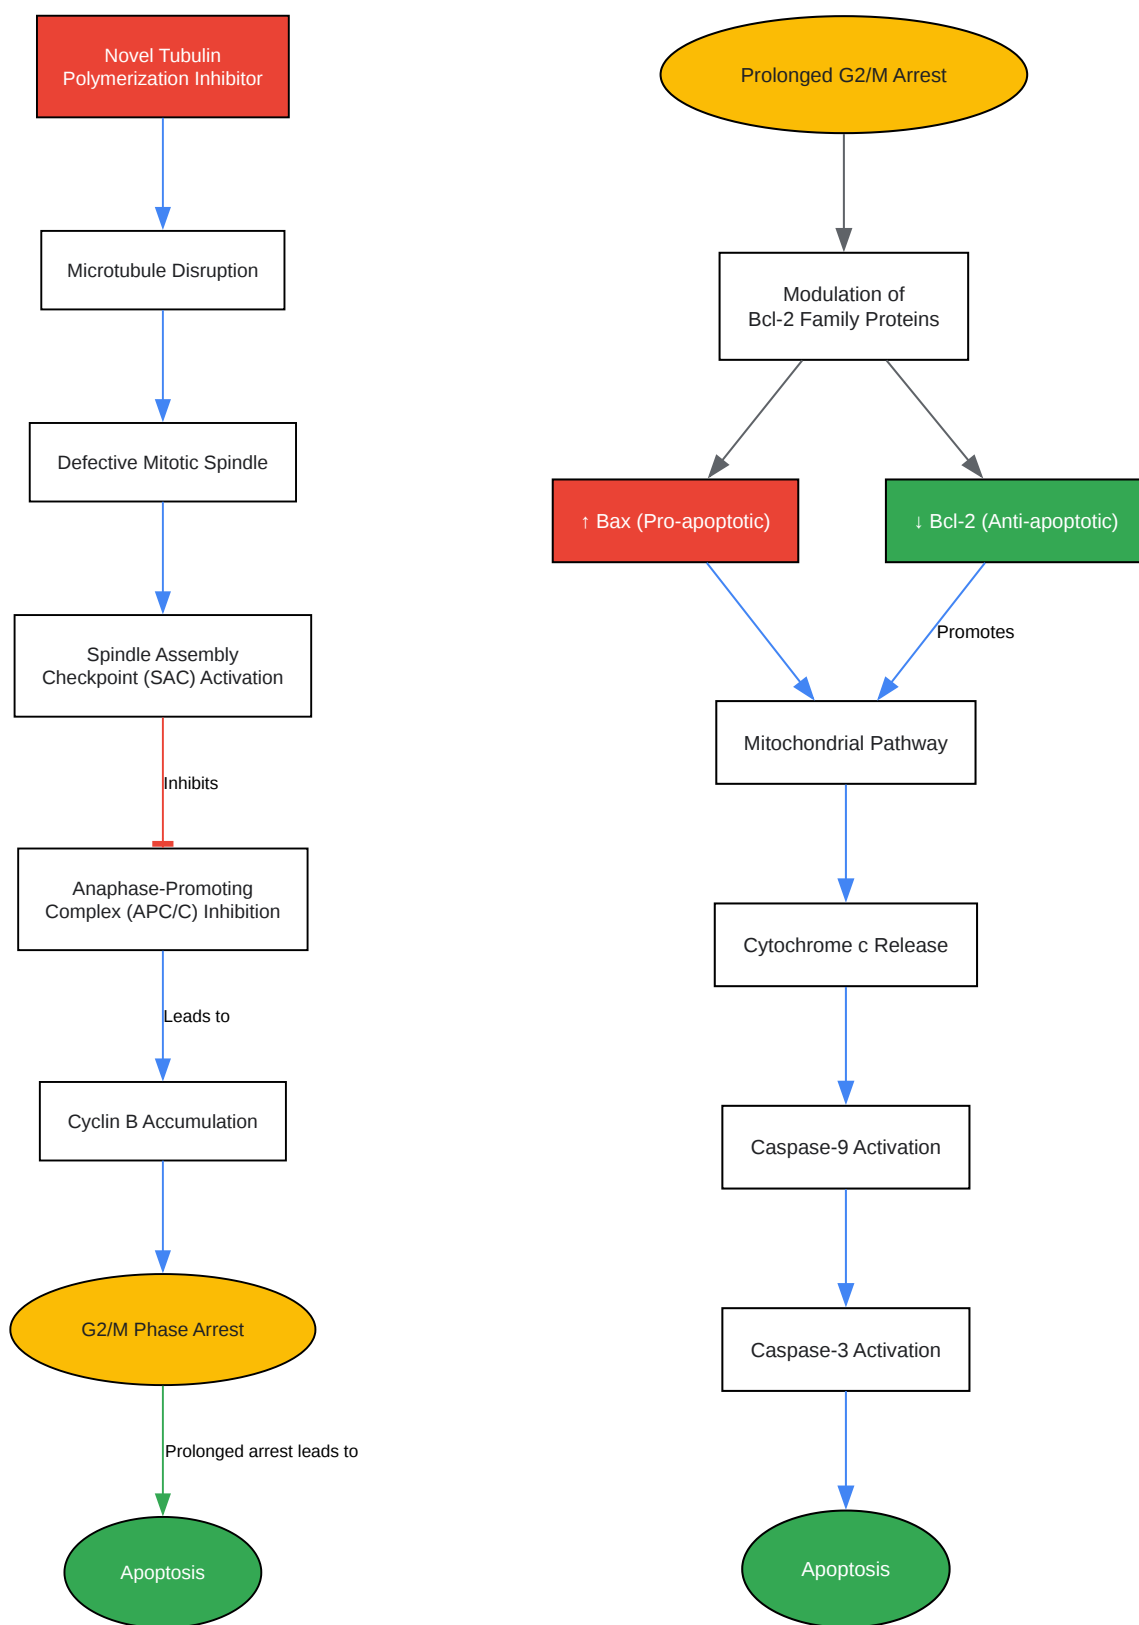 Novel Tubulin
Polymerization Inhibitor
Microtubule Disruption
Defective Mitotic Spindle
Spindle Assembly
Checkpoint (SAC) Activation
Inhibits
Anaphase-Promoting
Complex (APC/C) Inhibition
Leads to
Cyclin B Accumulation
G2/M Phase Arrest
Prolonged arrest leads to
Apoptosis
Prolonged G2/M Arrest
Modulation of
Bcl-2 Family Proteins
↑ Bax (Pro-apoptotic)
↓ Bcl-2 (Anti-apoptotic)
Promotes
Mitochondrial Pathway
Cytochrome c Release
Caspase-9 Activation
Caspase-3 Activation
Apoptosis